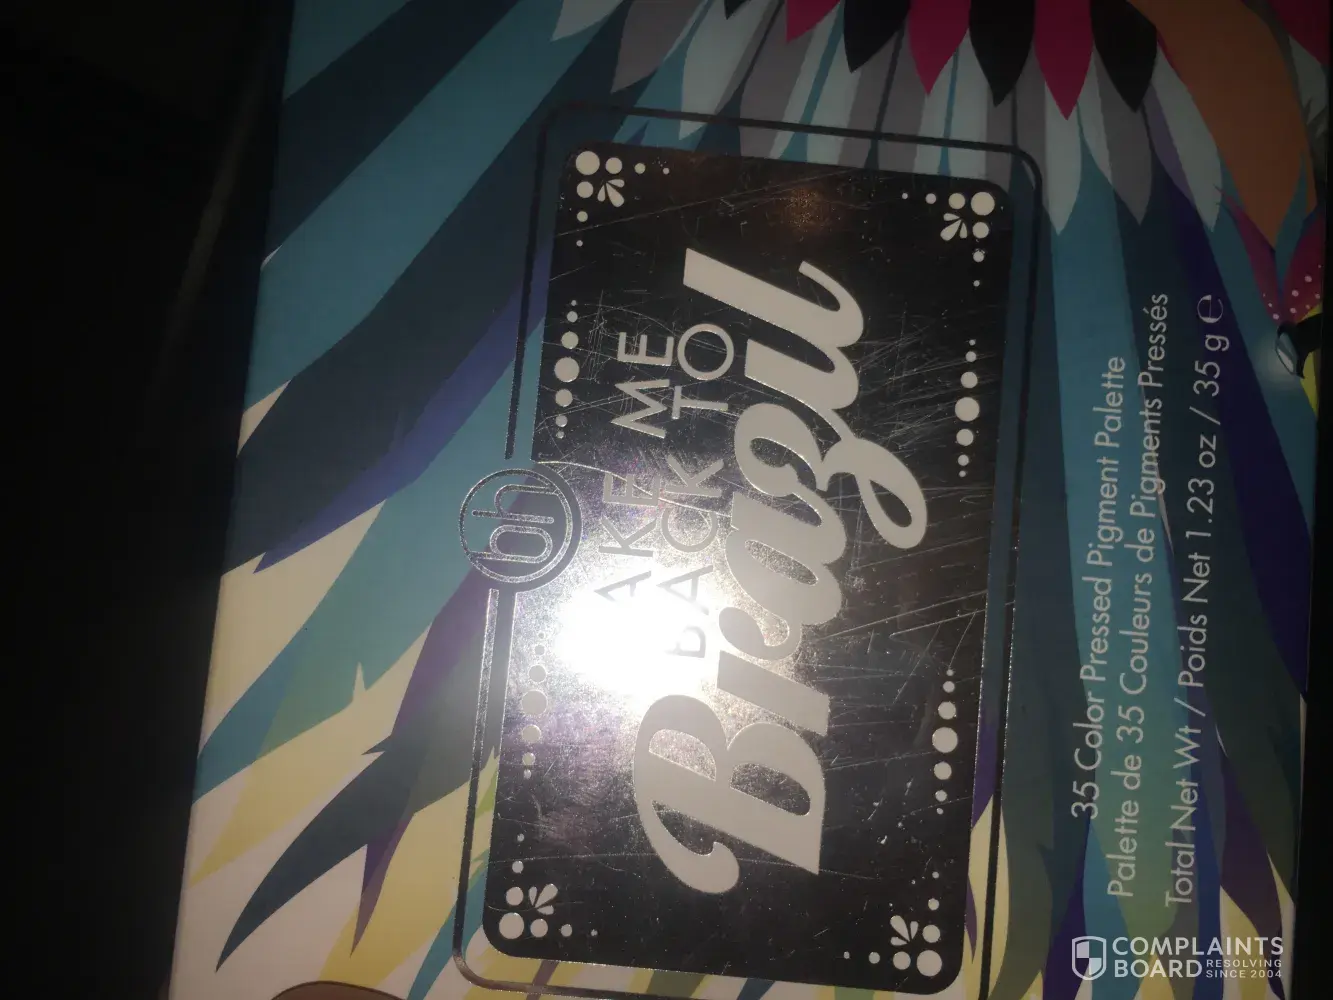 bh
TAKE ME
BACK TO
Brazil
35 Color Pressed Pigment Palette
Palette de 35 Couleurs de Pigments Pressés
Total Net Wt / Poids Net 1.23 oz / 35 g ℮
COMPLAINTS
BOARD RESOLVING
SINCE 2004